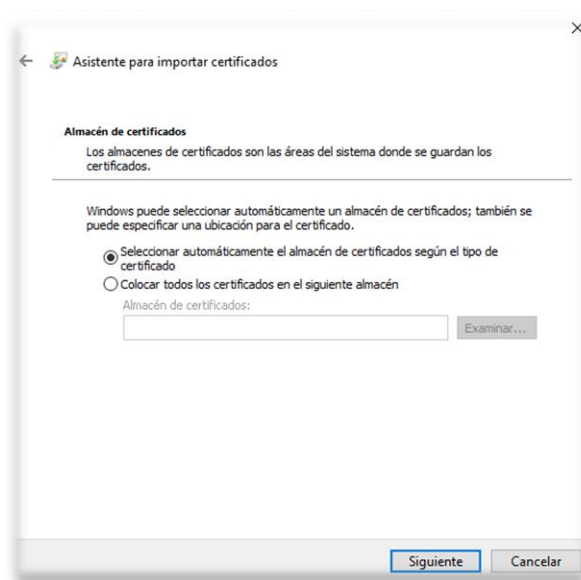 Asistente para importar certificados
Almacén de certificados
Los almacenes de certificados son las áreas del sistema donde se guardan los
certificados.
Windows puede seleccionar automáticamente un almacén de certificados; también se
puede especificar una ubicación para el certificado.
Seleccionar automáticamente el almacén de certificados según el tipo de
certificado
Colocar todos los certificados en el siguiente almacén
Almacén de certificados:
Examinar...
Siguiente
Cancelar